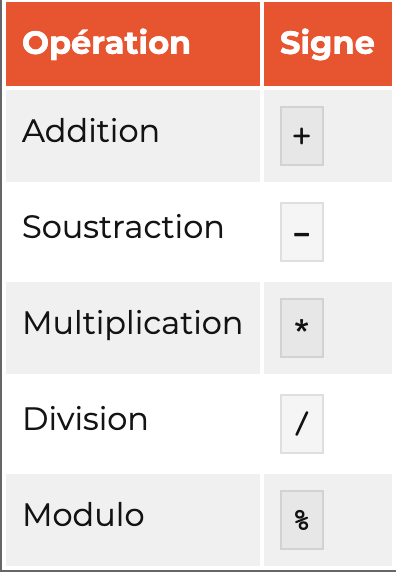 Opération Signe
Addition +
Soustraction -
Multiplication *
Division /
Modulo %